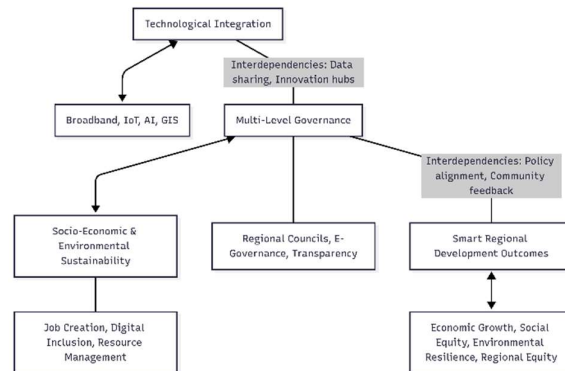 Technological Integration
Interdependencies: Data
sharing, Innovation hubs
Broadband, IoT, AI, GIS
Multi-Level Governance
Interdependencies: Policy
alignment, Community
feedback
Socio-Economic &
Environmental
Sustainability
Regional Councils, E-
Governance, Transparency
Smart Regional
Development Outcomes
Job Creation, Digital
Inclusion, Resource
Management
Economic Growth, Social
Equity, Environmental
Resilience, Regional Equity